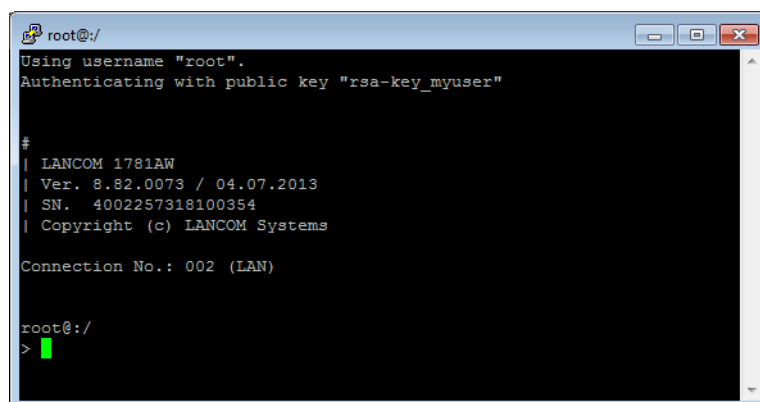 root@:/
Using username "root".
Authenticating with public key "rsa-key_myuser"
#
| LANCOM 1781AW
| Ver. 8.82.0073 / 04.07.2013
| SN.  4002257318100354
| Copyright (c) LANCOM Systems
Connection No.: 002 (LAN)
root@:/
>